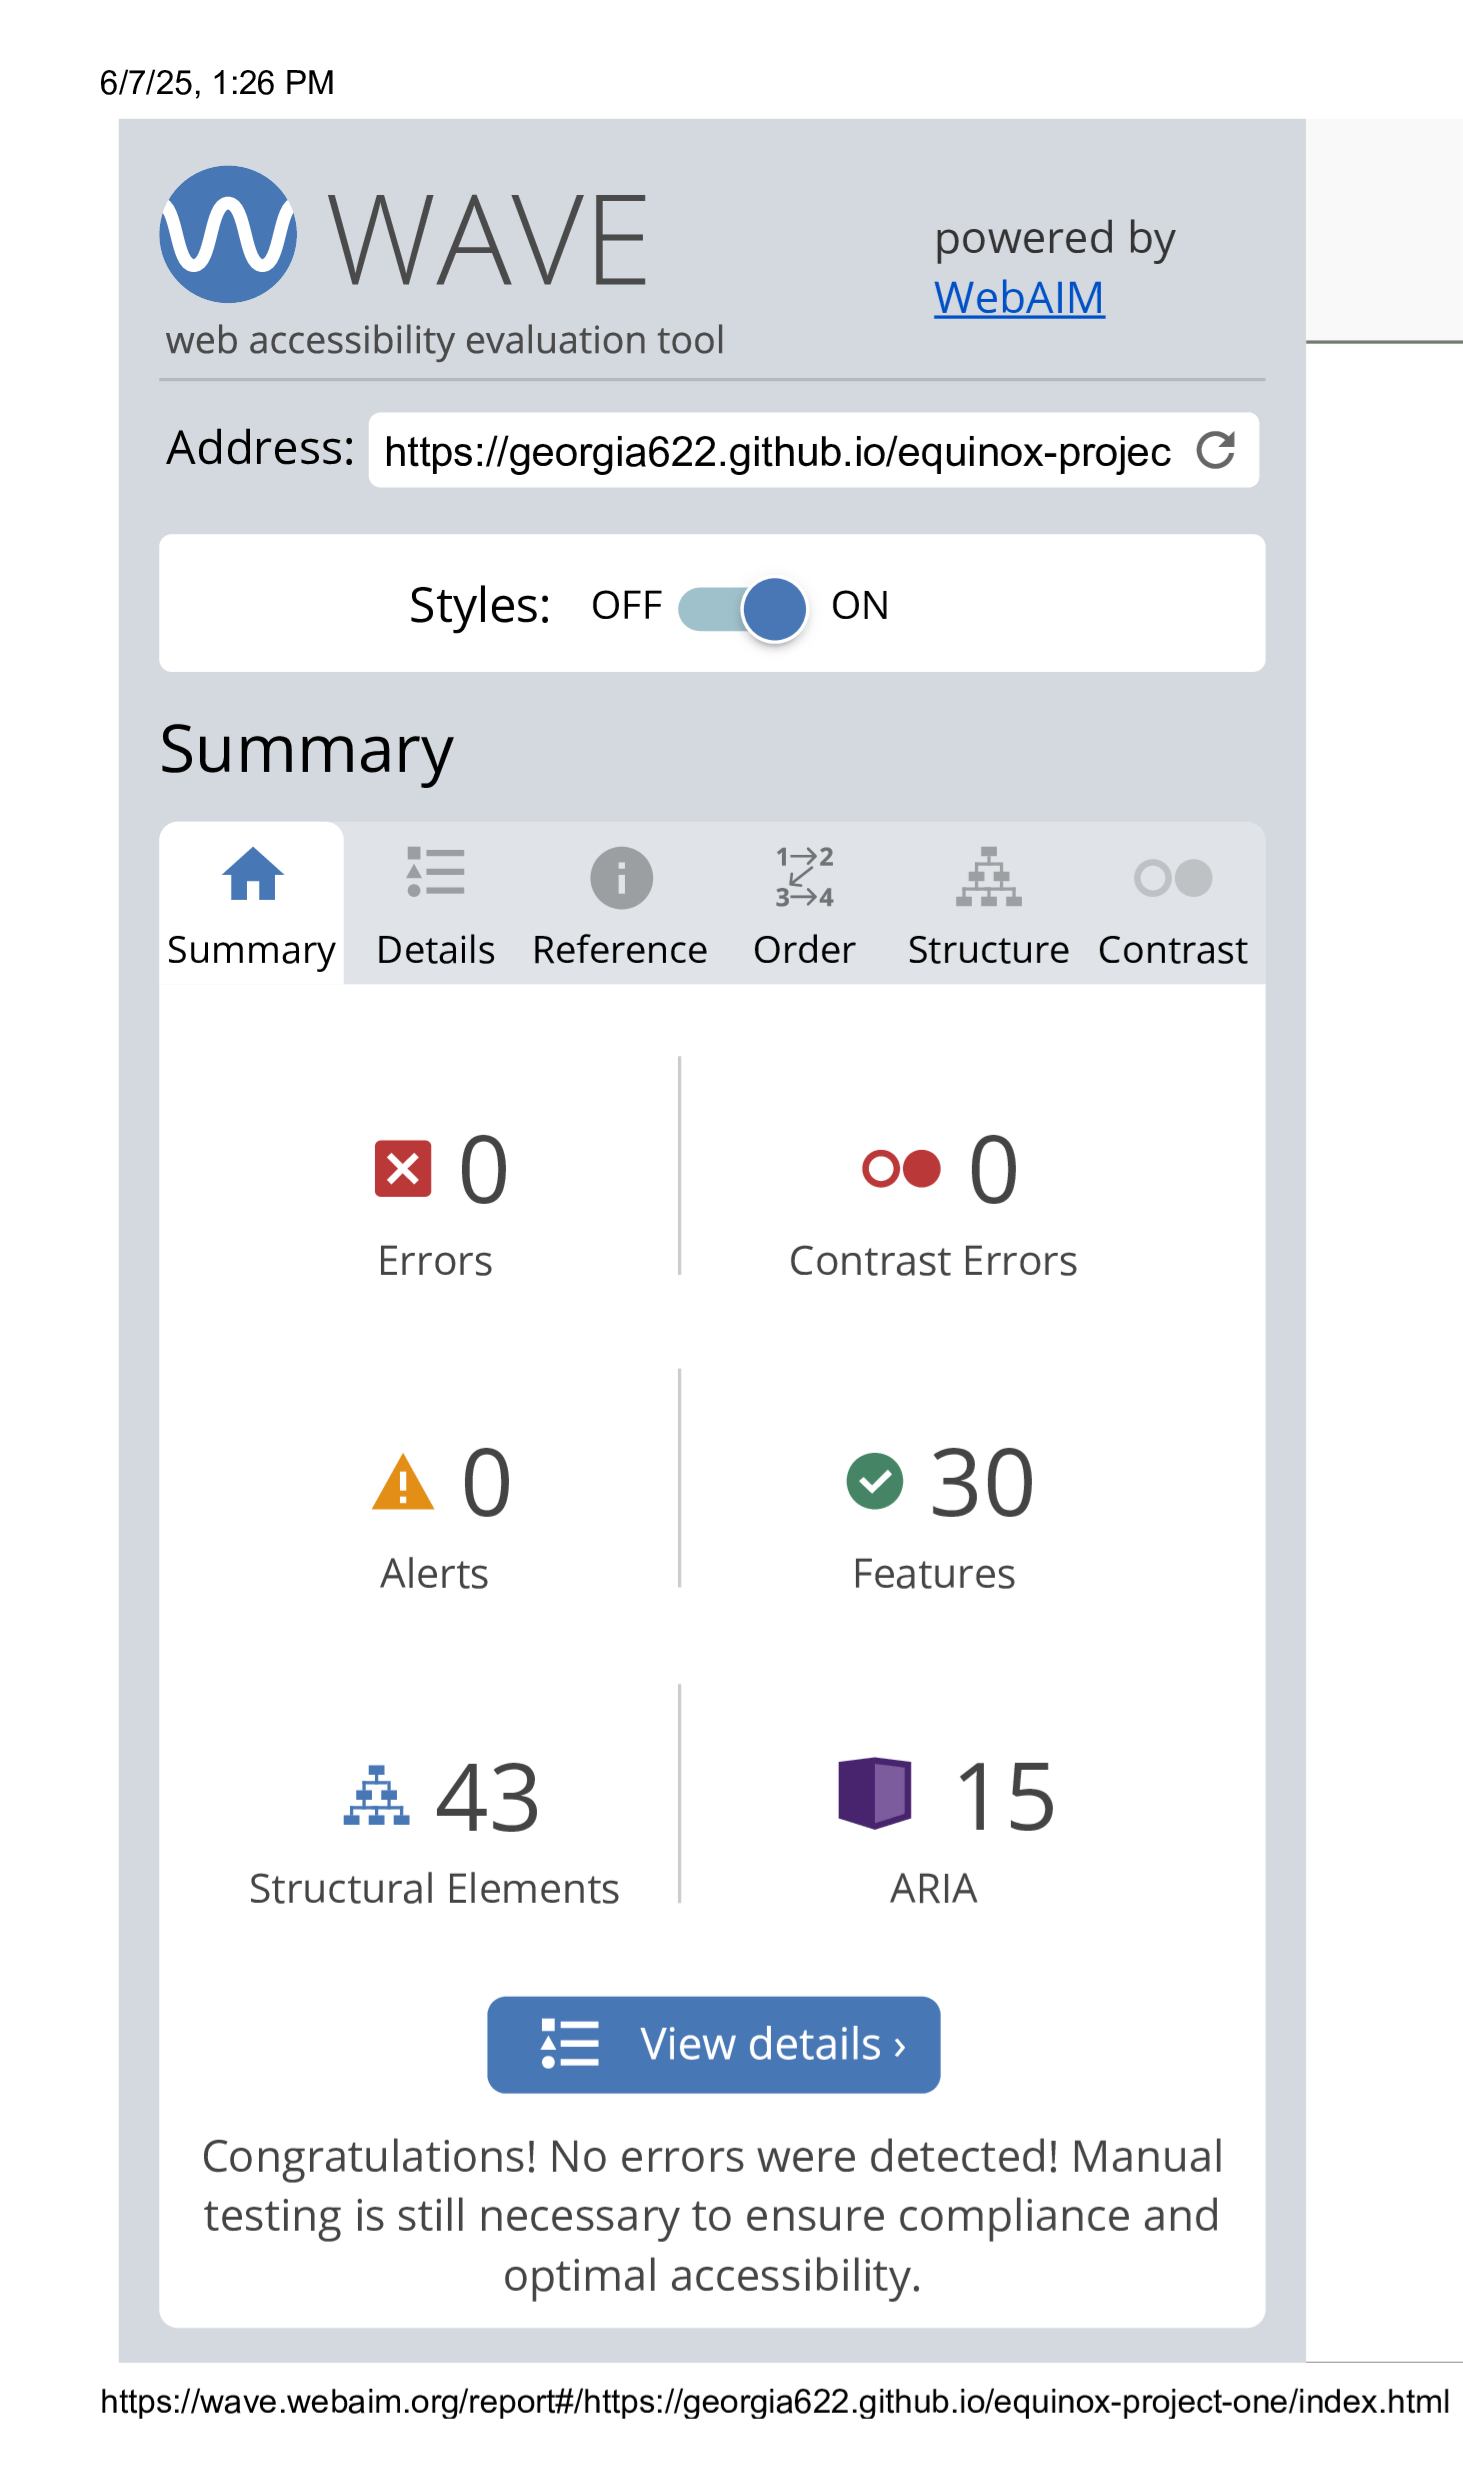 6/7/25, 1:26 PM
WAVE
powered by
WebAIM
web accessibility evaluation tool
Address: https://georgia622.github.io/equinox-projec
Styles: OFF ON
Summary
1→2
3→4
Summary Details Reference Order Structure Contrast
0 0
Errors Contrast Errors
0 30
Alerts Features
43 15
Structural Elements ARIA
View details ›
Congratulations! No errors were detected! Manual
testing is still necessary to ensure compliance and
optimal accessibility.
https://wave.webaim.org/report#/https://georgia622.github.io/equinox-project-one/index.html